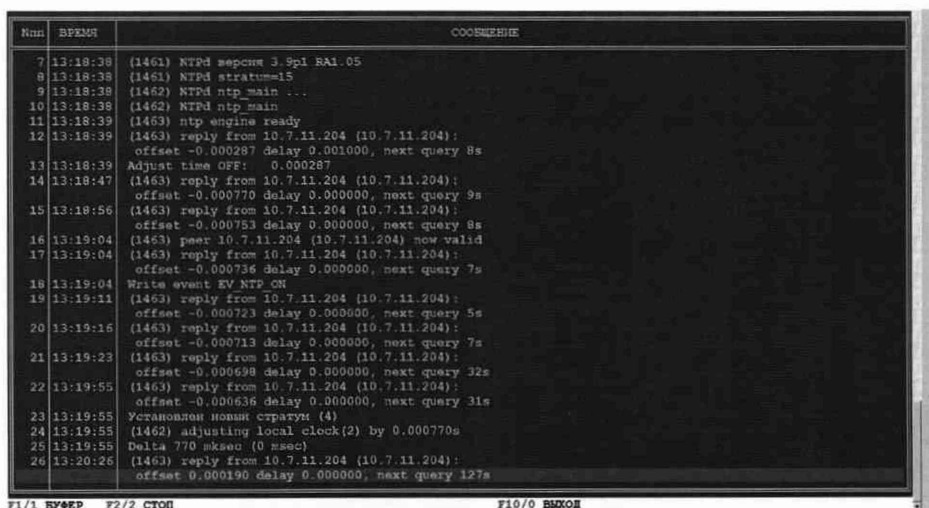 Nпп ВРЕМЯ СООБЩЕНИЕ
7 13:18:38 (1461) NTPd версия 3.9p1 RA1.05
8 13:18:38 (1461) NTPd stratum=15
9 13:18:38 (1462) NTPd ntp_main ...
10 13:18:38 (1462) NTPd ntp_main
11 13:18:39 (1463) ntp engine ready
12 13:18:39 (1463) reply from 10.7.11.204 (10.7.11.204):
offset -0.000287 delay 0.001000, next query 8s
13 13:18:39 Adjust time OFF: 0.000287
14 13:18:47 (1463) reply from 10.7.11.204 (10.7.11.204):
offset -0.000770 delay 0.000000, next query 9s
15 13:18:56 (1463) reply from 10.7.11.204 (10.7.11.204):
offset -0.000753 delay 0.000000, next query 8s
16 13:19:04 (1463) peer 10.7.11.204 (10.7.11.204) now valid
17 13:19:04 (1463) reply from 10.7.11.204 (10.7.11.204):
offset -0.000736 delay 0.000000, next query 7s
18 13:19:04 Write event EV_NTP_ON
19 13:19:11 (1463) reply from 10.7.11.204 (10.7.11.204):
offset -0.000723 delay 0.000000, next query 5s
20 13:19:16 (1463) reply from 10.7.11.204 (10.7.11.204):
offset -0.000713 delay 0.000000, next query 7s
21 13:19:23 (1463) reply from 10.7.11.204 (10.7.11.204):
offset -0.000698 delay 0.000000, next query 32s
22 13:19:55 (1463) reply from 10.7.11.204 (10.7.11.204):
offset -0.000636 delay 0.000000, next query 31s
23 13:19:55 Установлен новый стратум (4)
24 13:19:55 (1462) adjusting local clock(2) by 0.000770s
25 13:19:55 Delta 770 mksec (0 msec)
26 13:20:26 (1463) reply from 10.7.11.204 (10.7.11.204):
offset 0.000190 delay 0.000000, next query 127s
F1/1 БУФЕР F2/2 СТОП F10/0 ВЫХОД